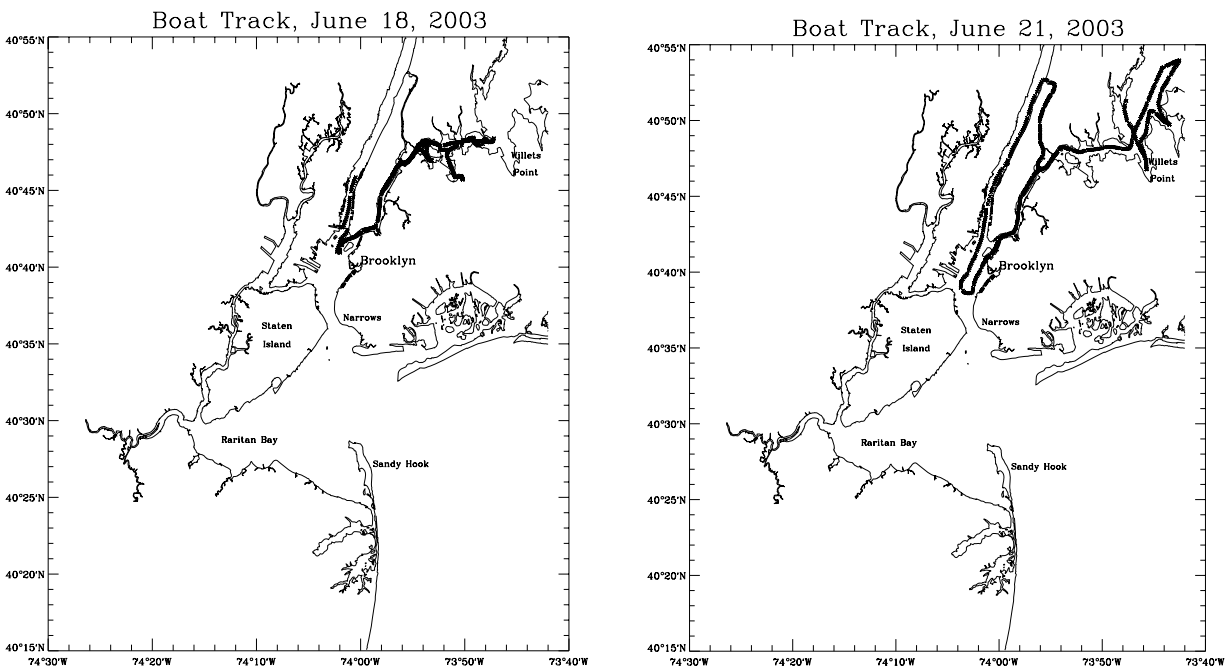 Boat Track, June 18, 2003
40°55'N
40°50'N
40°45'N
40°40'N
40°35'N
40°30'N
40°25'N
40°20'N
40°15'N
74°30'W
74°20'W
74°10'W
74°00'W
73°50'W
73°40'W
Willets
Point
Brooklyn
Narrows
Staten
Island
Raritan Bay
Sandy Hook
Boat Track, June 21, 2003
40°55'N
40°50'N
40°45'N
40°40'N
40°35'N
40°30'N
40°25'N
40°20'N
40°15'N
74°30'W
74°20'W
74°10'W
74°00'W
73°50'W
73°40'W
Willets
Point
Brooklyn
Narrows
Staten
Island
Raritan Bay
Sandy Hook